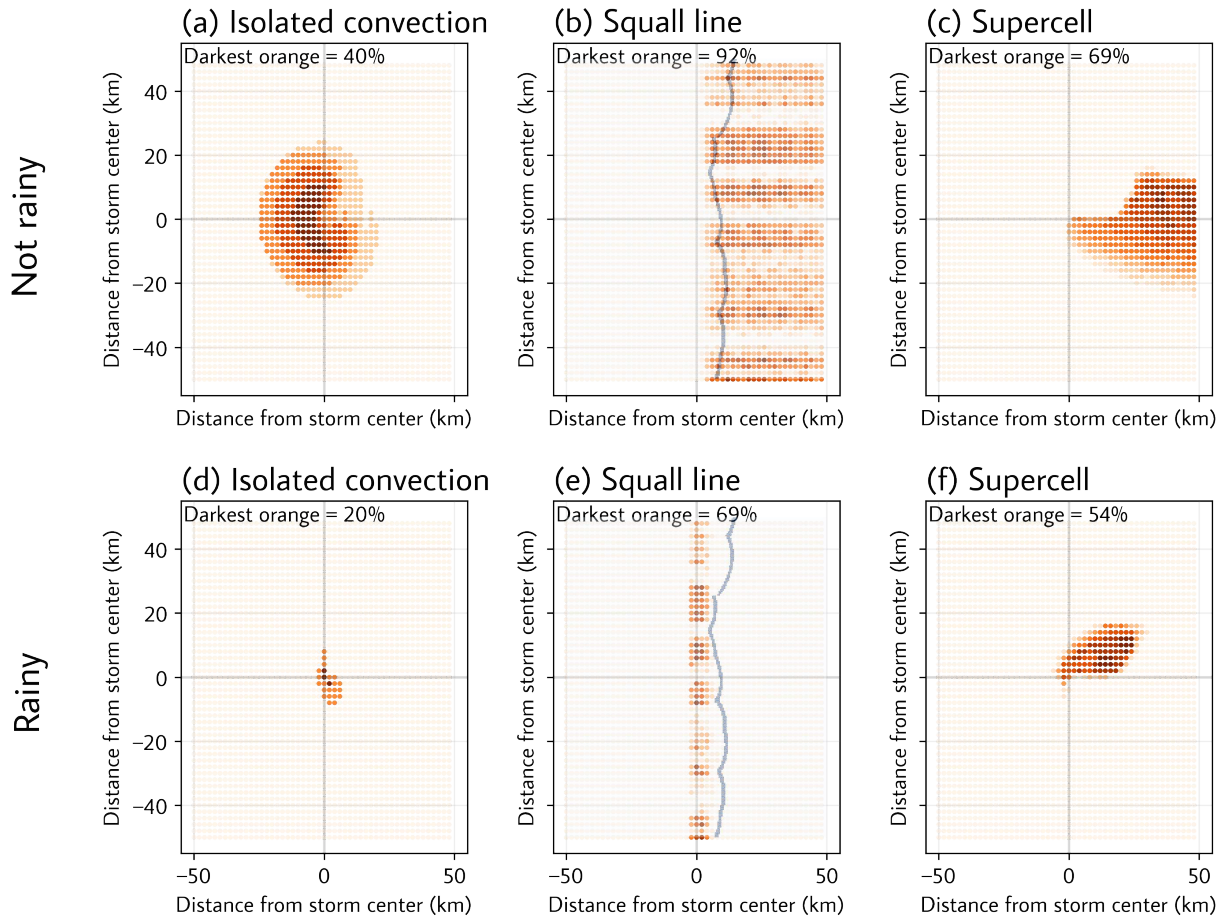 (a) Isolated convection
(b) Squall line
(c) Supercell
Not rainy
Distance from storm center (km)
Darkest orange = 40%
40
20
0
−20
−40
Distance from storm center (km)
Distance from storm center (km)
Darkest orange = 92%
Distance from storm center (km)
Distance from storm center (km)
Darkest orange = 69%
Distance from storm center (km)
(d) Isolated convection
(e) Squall line
(f) Supercell
Rainy
Distance from storm center (km)
Darkest orange = 20%
40
20
0
−20
−40
−50 0 50
Distance from storm center (km)
Distance from storm center (km)
Darkest orange = 69%
−50 0 50
Distance from storm center (km)
Distance from storm center (km)
Darkest orange = 54%
−50 0 50
Distance from storm center (km)